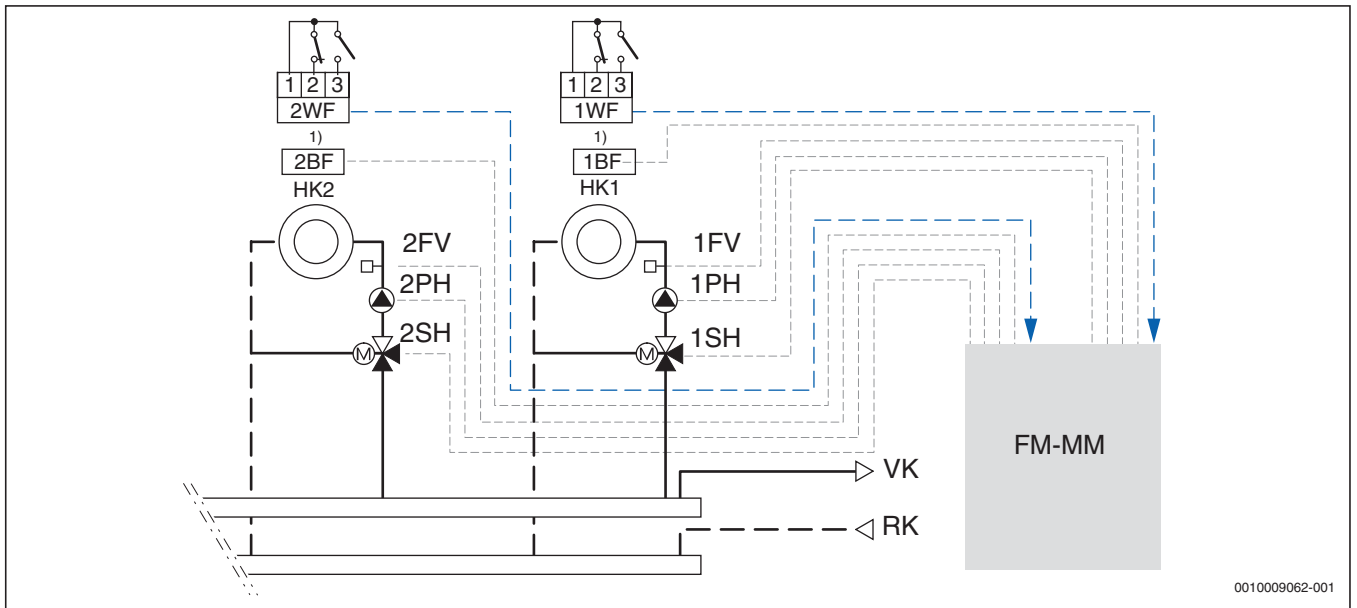 1 2 3
2WF
1)
2BF
HK2
2FV
2PH
M
2SH
1 2 3
1WF
1)
1BF
HK1
1FV
1PH
M
1SH
FM-MM
VK
RK
0010009062-001